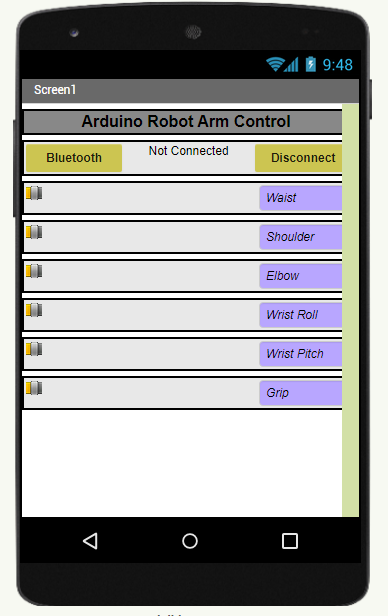 9:48
Screen1
Arduino Robot Arm Control
Bluetooth Not Connected Disconnect
Waist
Shoulder
Elbow
Wrist Roll
Wrist Pitch
Grip